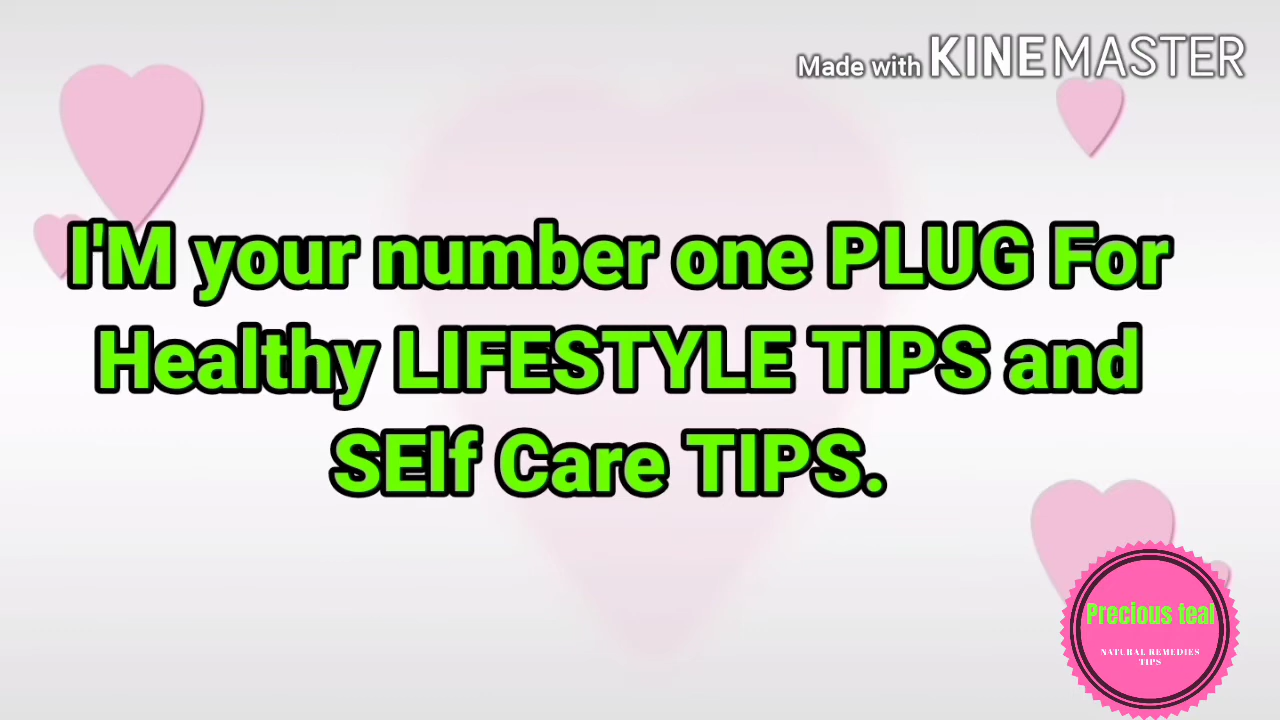 Made with KINEMASTER
I'M your number one PLUG For
Healthy LIFESTYLE TIPS and
SElf Care TIPS.
Precious teal
NATURAL REMEDIES
TIPS